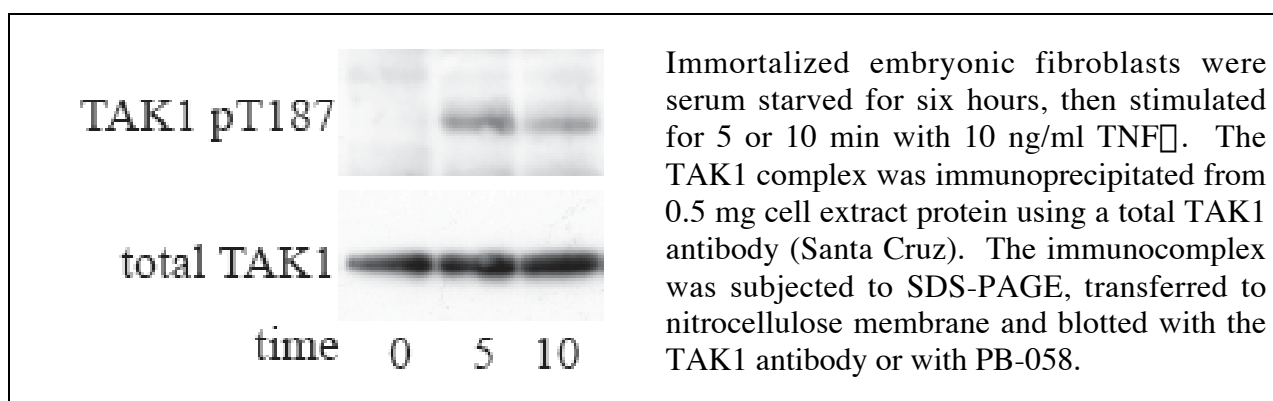 TAK1 pT187
total TAK1
time 0 5 10
Immortalized embryonic fibroblasts were
serum starved for six hours, then stimulated
for 5 or 10 min with 10 ng/ml TNF▯. The
TAK1 complex was immunoprecipitated from
0.5 mg cell extract protein using a total TAK1
antibody (Santa Cruz). The immunocomplex
was subjected to SDS-PAGE, transferred to
nitrocellulose membrane and blotted with the
TAK1 antibody or with PB-058.